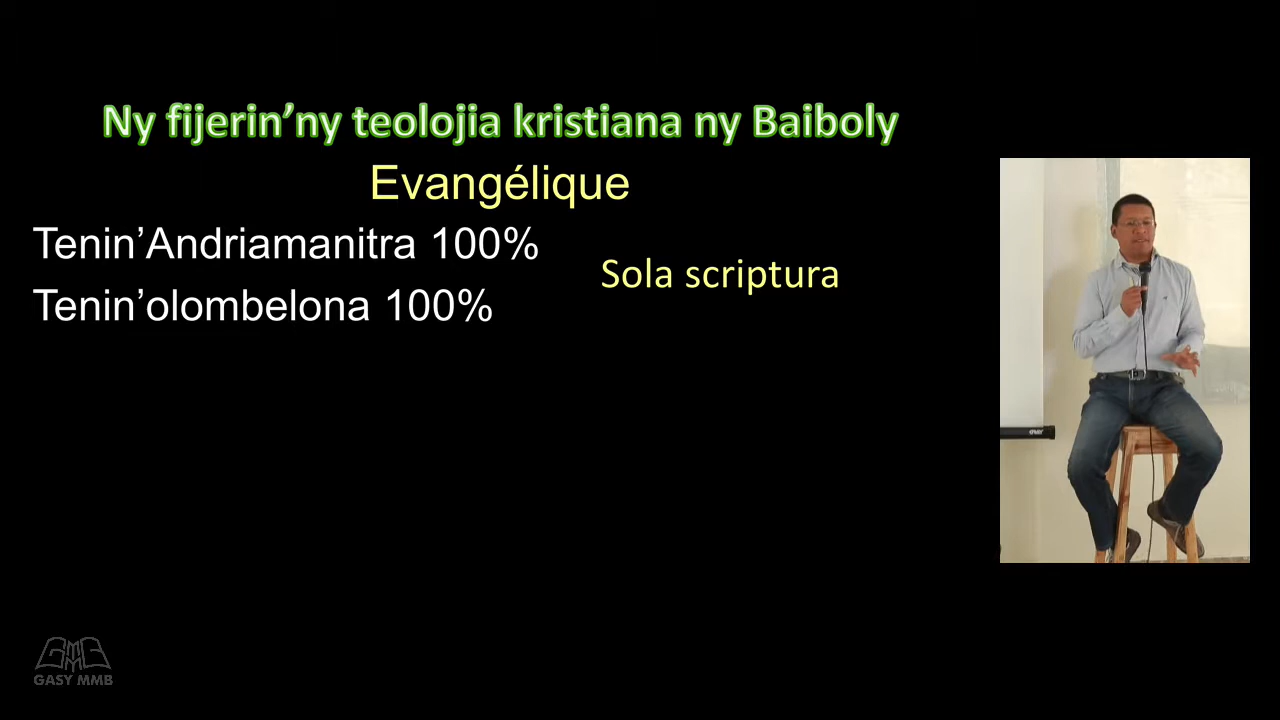 Ny fijerin’ny teolojia kristiana ny Baiboly
Evangélique
Tenin’Andriamanitra 100%
Sola scriptura
Tenin’olombelona 100%
GASY MMB